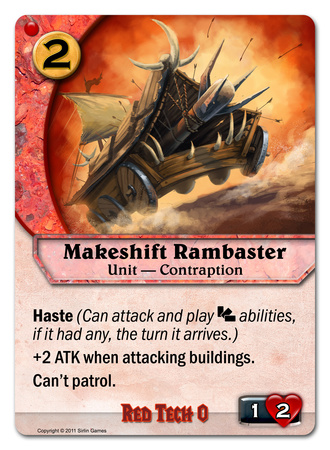 2
Makeshift Rambaster
Unit — Contraption
Haste (Can attack and play abilities,
if it had any, the turn it arrives.)
+2 ATK when attacking buildings.
Can't patrol.
Red Tech 0
1 2
Copyright © 2011 Sirlin Games